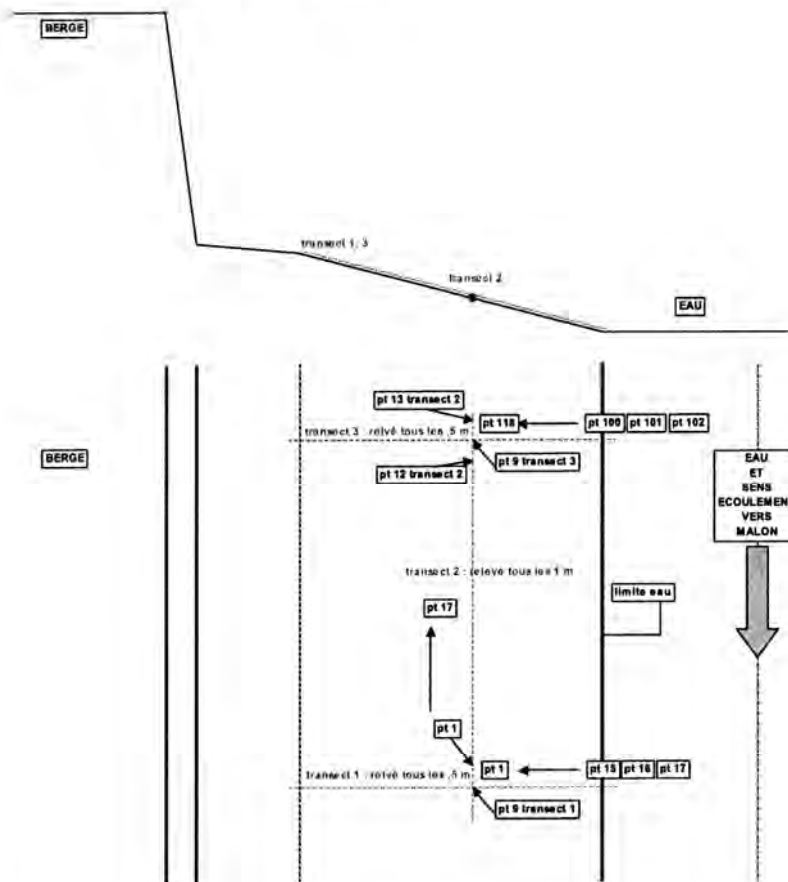 BERGE
transect 1, 3
transect 2
EAU
pt 13 transect 2
pt 118
pt 100 pt 101 pt 102
transect 3 : relvé tous les ,5 m
BERGE
pt 9 transect 3
pt 12 transect 2
EAU
ET
SENS
ECOULEMEN
VERS
MALON
transect 2 : relevé tous les 1 m
limite eau
pt 17
pt 1
pt 1
pt 15 pt 16 pt 17
transect 1 : relvé tous les ,5 m
pt 9 transect 1